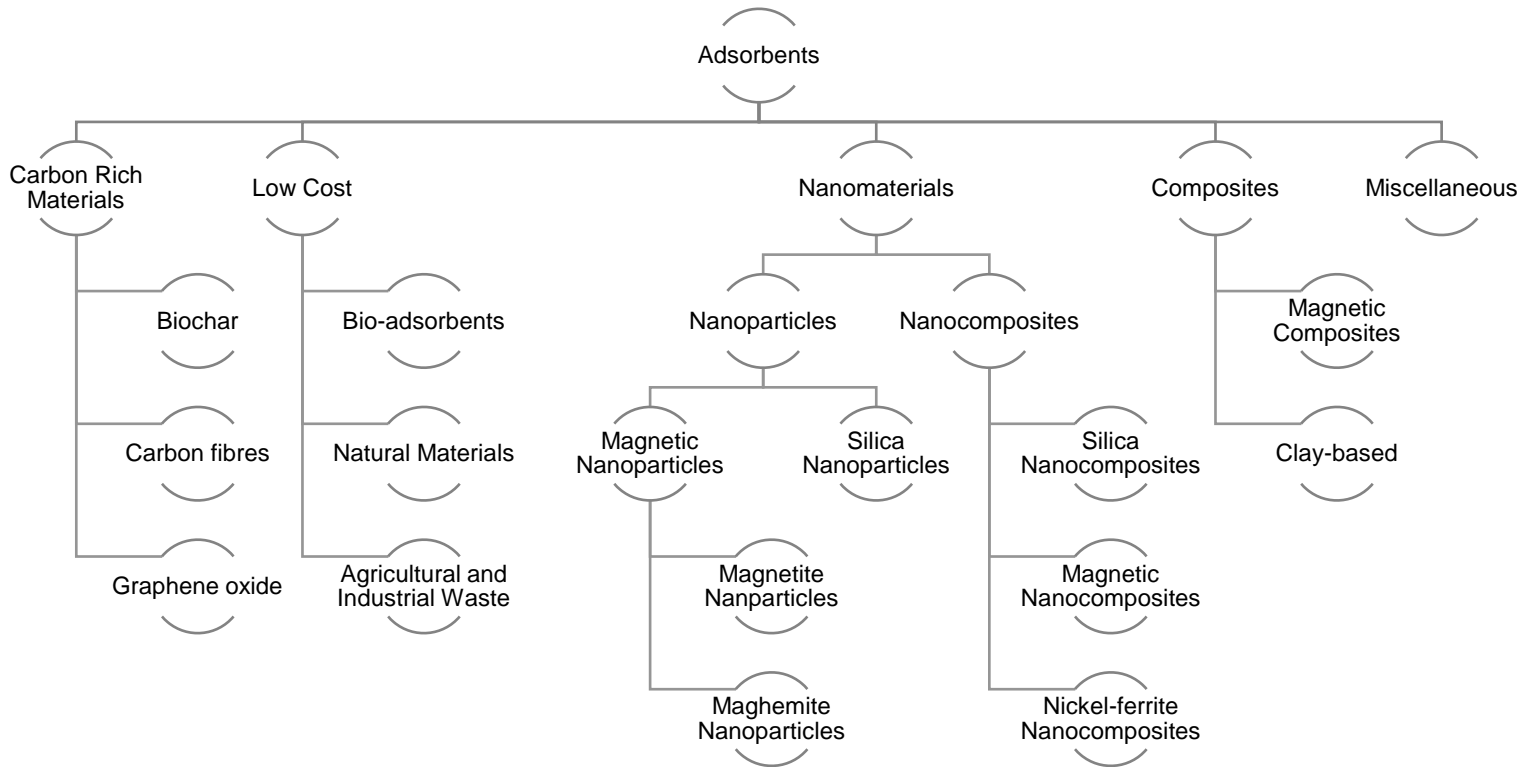 Adsorbents
Carbon Rich
Materials
Low Cost
Nanomaterials
Composites
Miscellaneous
Biochar
Bio-adsorbents
Nanoparticles
Nanocomposites
Magnetic
Composites
Carbon fibres
Natural Materials
Magnetic
Nanoparticles
Silica
Nanoparticles
Silica
Nanocomposites
Clay-based
Graphene oxide
Agricultural and
Industrial Waste
Magnetite
Nanparticles
Magnetic
Nanocomposites
Maghemite
Nanoparticles
Nickel-ferrite
Nanocomposites